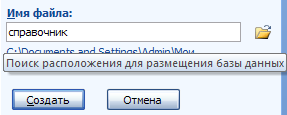 Имя файла:
справочник
C:\Documents and Settings\Admin\Мои
Поиск расположения для размещения базы данных
Создать
Отмена